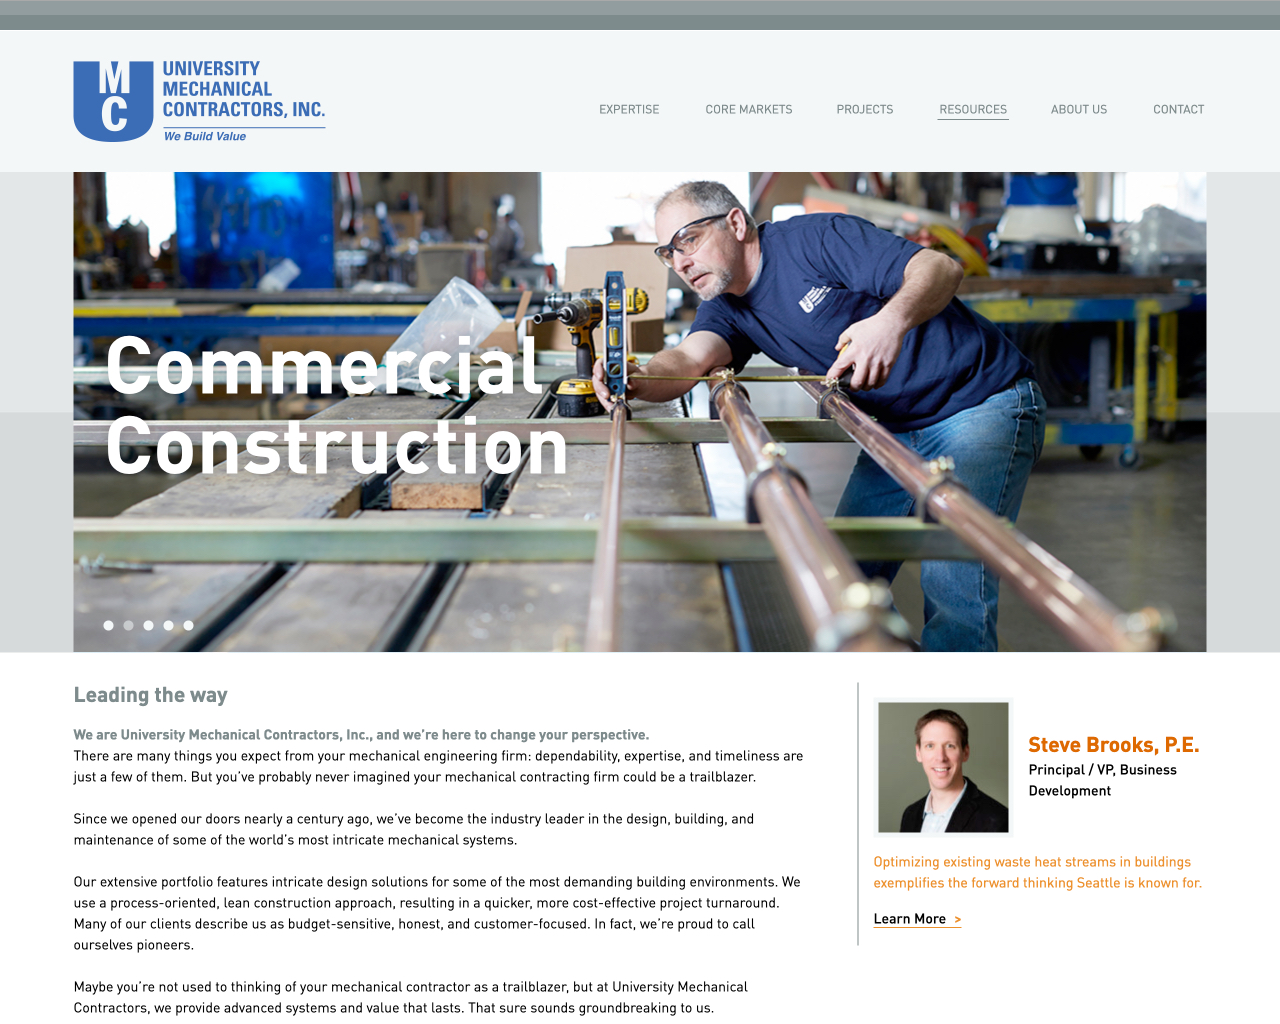 MC
UNIVERSITY
MECHANICAL
CONTRACTORS, INC.
We Build Value
EXPERTISE
CORE MARKETS
PROJECTS
RESOURCES
ABOUT US
CONTACT
Commercial
Construction
Leading the way
We are University Mechanical Contractors, Inc., and we’re here to change your perspective.
There are many things you expect from your mechanical engineering firm: dependability, expertise, and timeliness are
just a few of them. But you’ve probably never imagined your mechanical contracting firm could be a trailblazer.
Since we opened our doors nearly a century ago, we’ve become the industry leader in the design, building, and
maintenance of some of the world’s most intricate mechanical systems.
Our extensive portfolio features intricate design solutions for some of the most demanding building environments. We
use a process-oriented, lean construction approach, resulting in a quicker, more cost-effective project turnaround.
Many of our clients describe us as budget-sensitive, honest, and customer-focused. In fact, we’re proud to call
ourselves pioneers.
Maybe you’re not used to thinking of your mechanical contractor as a trailblazer, but at University Mechanical
Contractors, we provide advanced systems and value that lasts. That sure sounds groundbreaking to us.
Steve Brooks, P.E.
Principal / VP, Business
Development
Optimizing existing waste heat streams in buildings
exemplifies the forward thinking Seattle is known for.
Learn More >